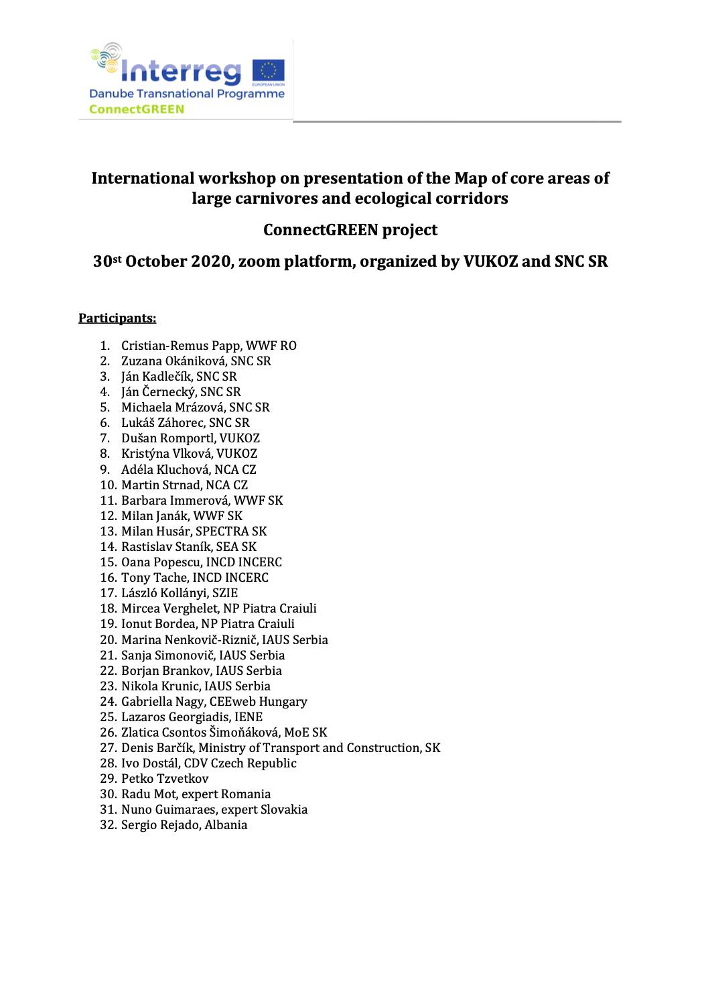 Interreg
EUROPEAN UNION
Danube Transnational Programme
ConnectGREEN
International workshop on presentation of the Map of core areas of
large carnivores and ecological corridors
ConnectGREEN project
30st October 2020, zoom platform, organized by VUKOZ and SNC SR
Participants:
1. Cristian-Remus Papp, WWF RO
2. Zuzana Okániková, SNC SR
3. Ján Kadlečík, SNC SR
4. Ján Černecký, SNC SR
5. Michaela Mrázová, SNC SR
6. Lukáš Záhorec, SNC SR
7. Dušan Romportl, VUKOZ
8. Kristýna Vlková, VUKOZ
9. Adéla Kluchová, NCA CZ
10. Martin Strnad, NCA CZ
11. Barbara Immerová, WWF SK
12. Milan Janák, WWF SK
13. Milan Husár, SPECTRA SK
14. Rastislav Staník, SEA SK
15. Oana Popescu, INCD INCERC
16. Tony Tache, INCD INCERC
17. László Kollányi, SZIE
18. Mircea Verghelet, NP Piatra Craiuli
19. Ionut Bordea, NP Piatra Craiuli
20. Marina Nenkovič-Riznič, IAUS Serbia
21. Sanja Simonovič, IAUS Serbia
22. Borjan Brankov, IAUS Serbia
23. Nikola Krunic, IAUS Serbia
24. Gabriella Nagy, CEEweb Hungary
25. Lazaros Georgiadis, IENE
26. Zlatica Csontos Šimoňáková, MoE SK
27. Denis Barčík, Ministry of Transport and Construction, SK
28. Ivo Dostál, CDV Czech Republic
29. Petko Tzvetkov
30. Radu Mot, expert Romania
31. Nuno Guimaraes, expert Slovakia
32. Sergio Rejado, Albania